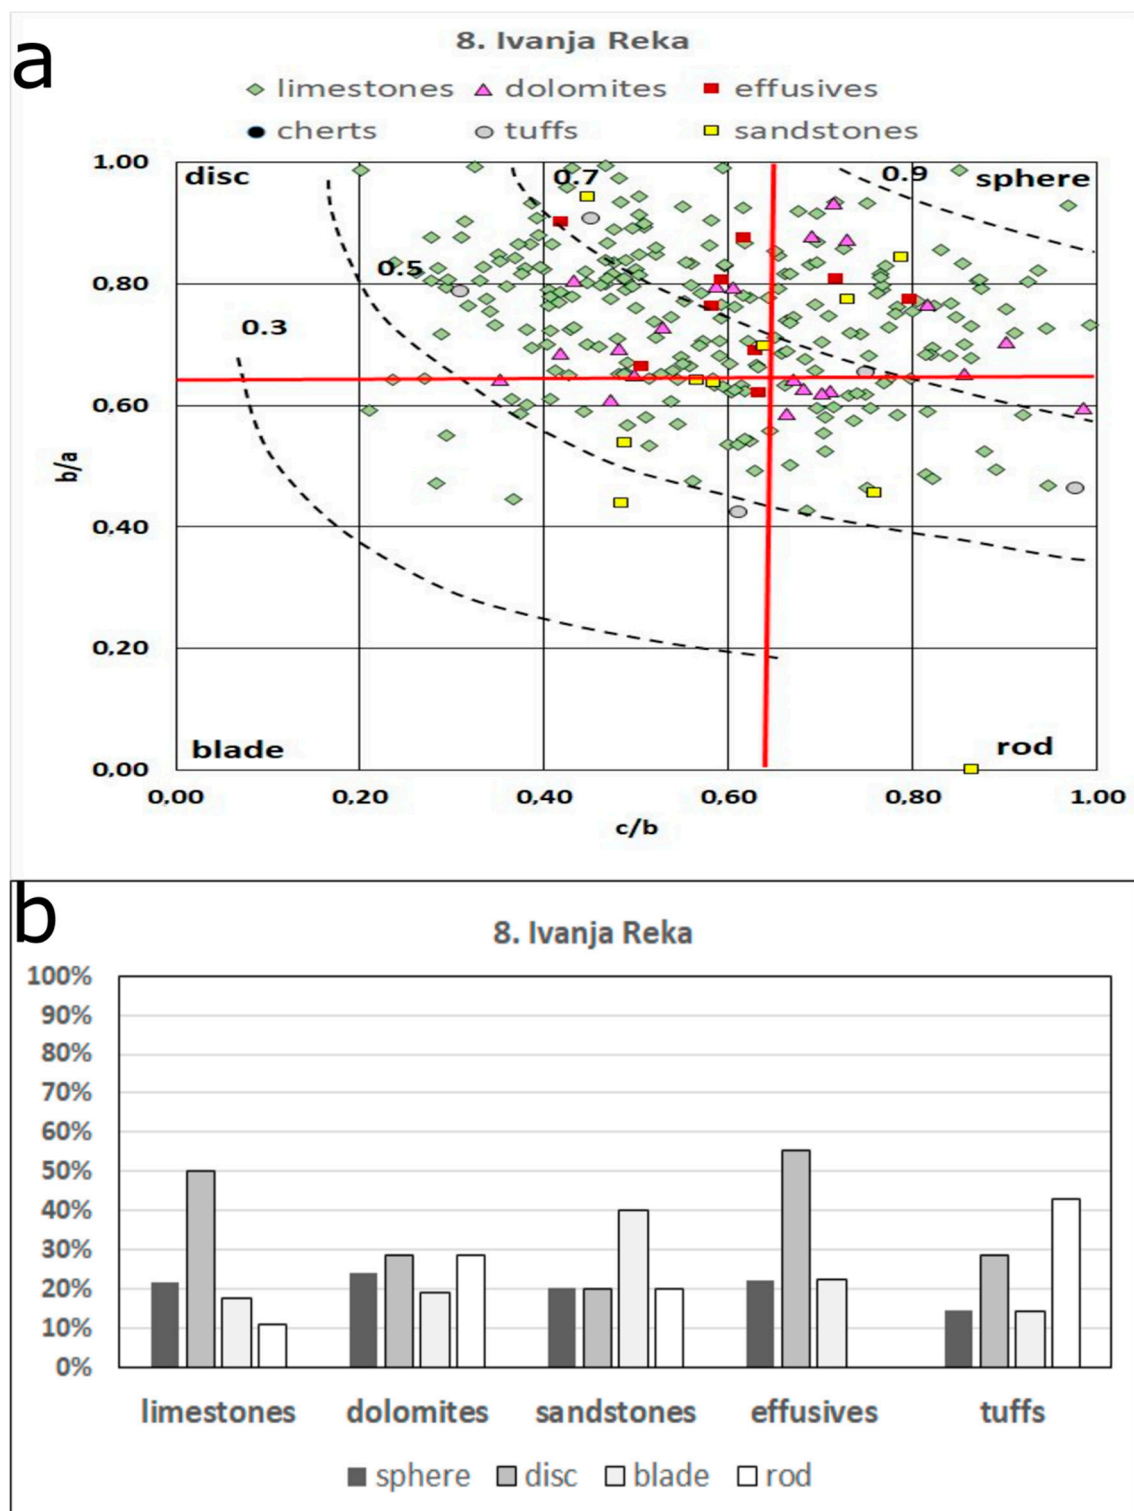 a
8. Ivanja Reka
limestones dolomites effusives
cherts tuffs sandstones
1.00
disc
0.7
0.9
sphere
0.80
0.5
0.3
0.60
b/a
0,40
0.20
blade
rod
0.00
0.00 0,20 0,40 0,60 0,80 1.00
c/b
b
8. Ivanja Reka
100%
90%
80%
70%
60%
50%
40%
30%
20%
10%
0%
limestones dolomites sandstones effusives tuffs
sphere disc blade rod